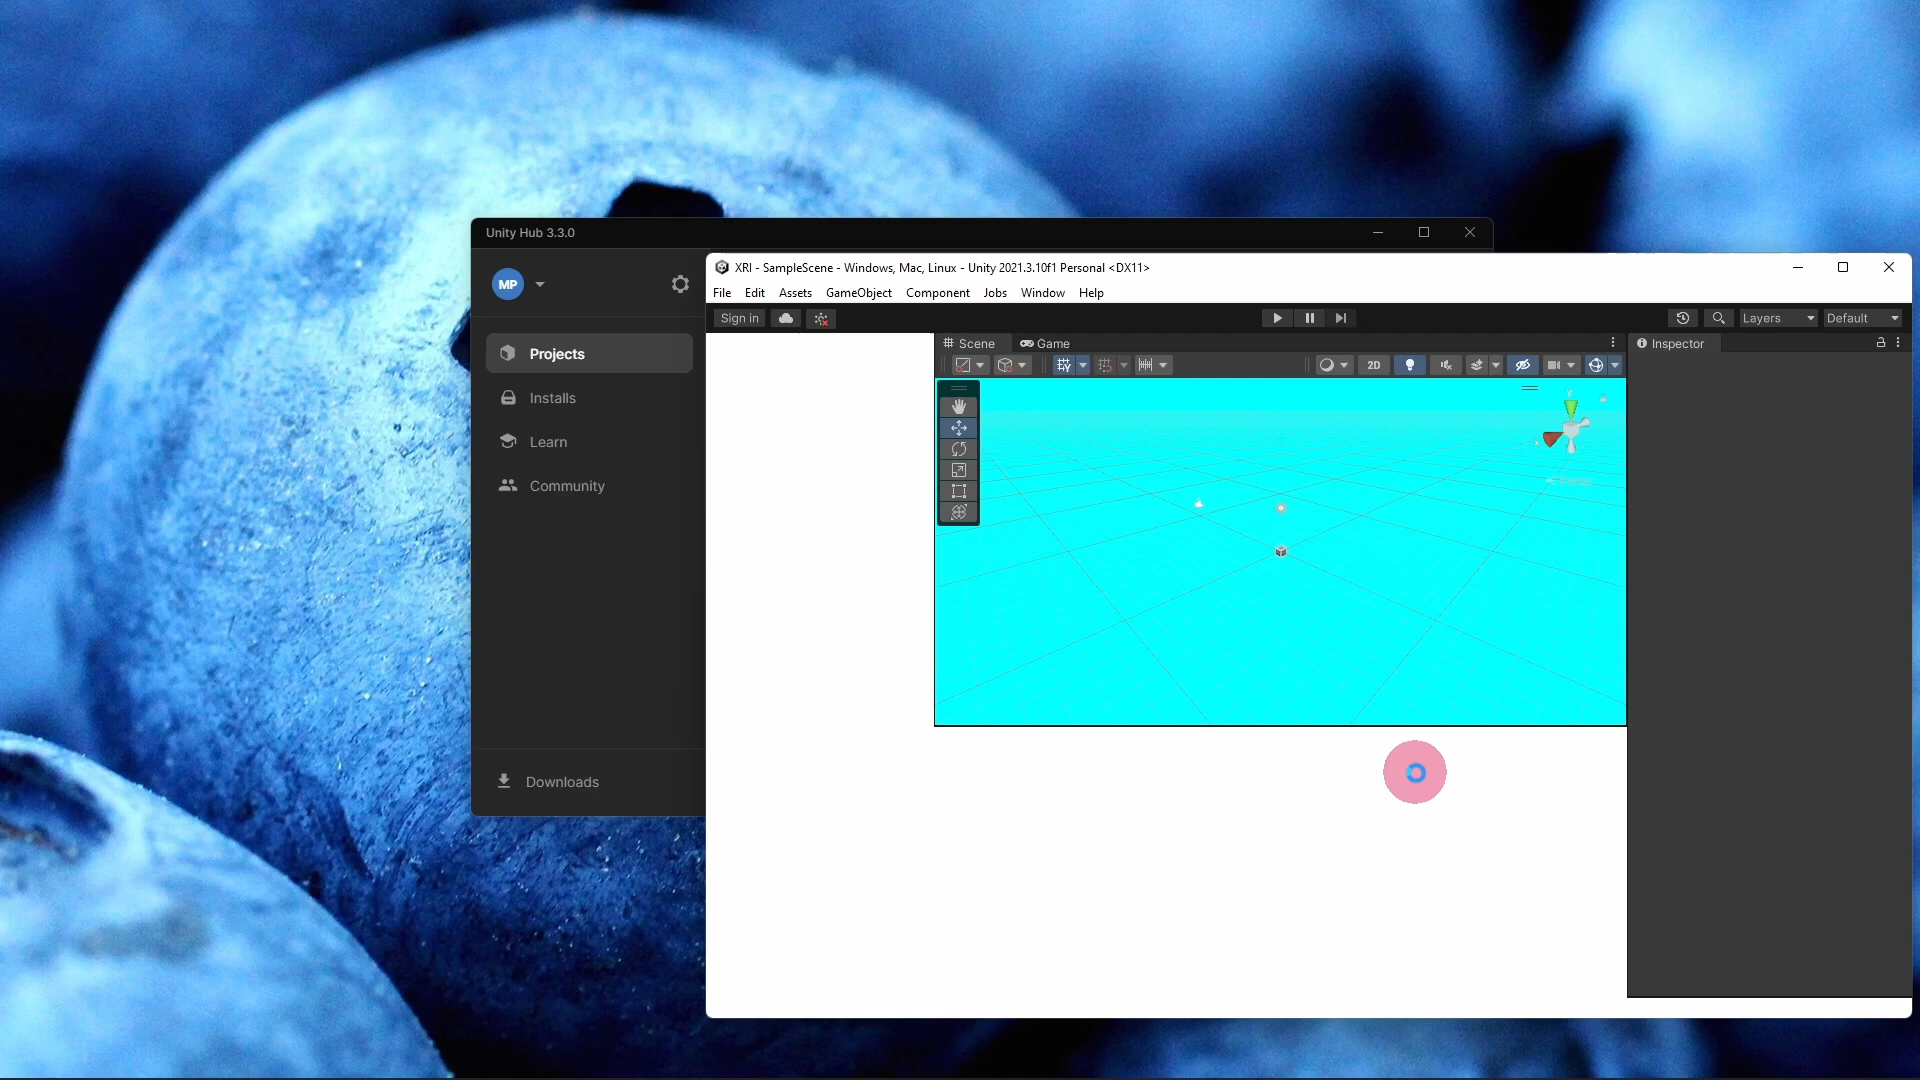 Unity Hub 3.3.0
MP
Projects
Installs
Learn
Community
Downloads
XRI - SampleScene - Windows, Mac, Linux - Unity 2021.3.10f1 Personal <DX11>
File Edit Assets GameObject Component Jobs Window Help
Sign in Layers Default
Scene Game Inspector
2D
y
x
Persp